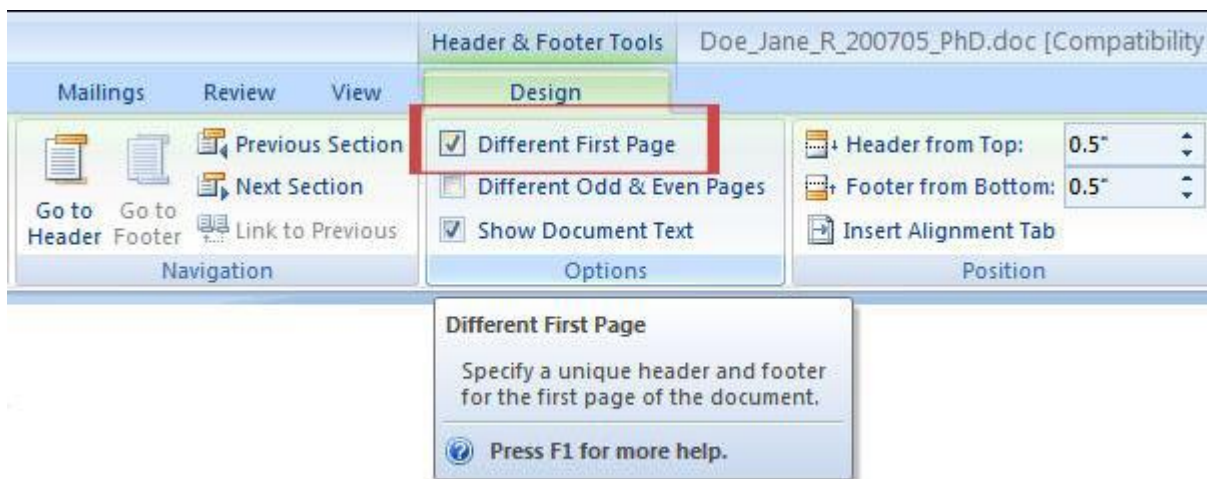 Header & Footer Tools Doe_Jane_R_200705_PhD.doc [Compatibility
Mailings Review View Design
Previous Section Different First Page Header from Top: 0.5"
Next Section Different Odd & Even Pages Footer from Bottom: 0.5"
Go to Header Go to Footer Link to Previous Show Document Text Insert Alignment Tab
Navigation Options Position
Different First Page
Specify a unique header and footer
for the first page of the document.
Press F1 for more help.